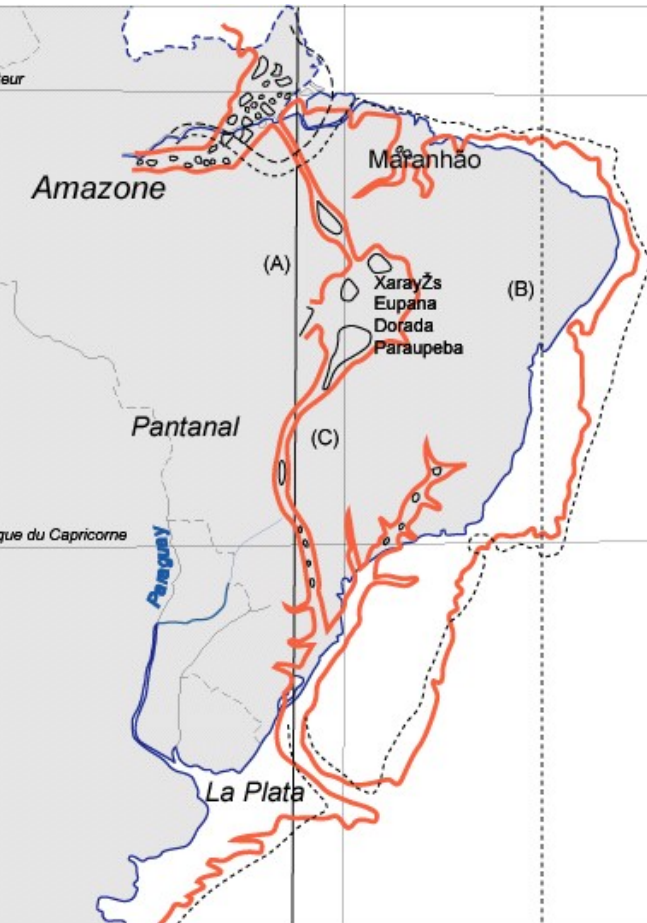 eur
Maranhão
Amazone
(A)
XarayŽs
(B)
Eupana
Dorada
Paraupeba
Pantanal
(C)
que du Capricorne
Paraguay
La Plata